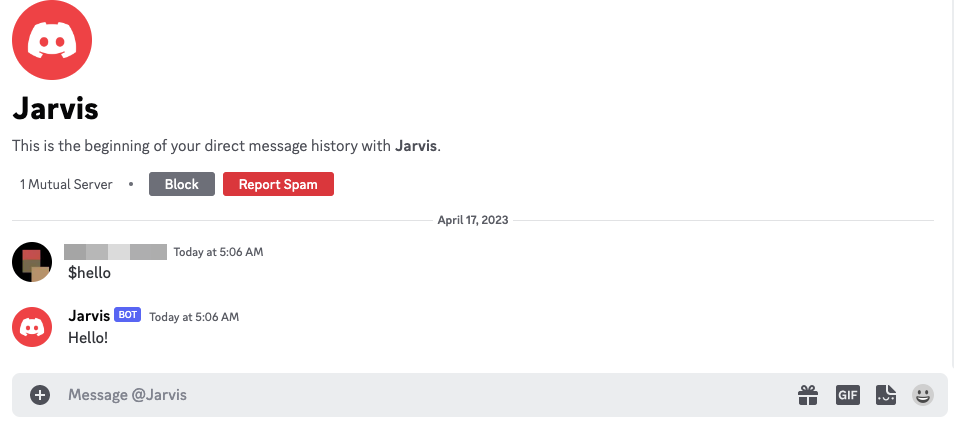 Jarvis
This is the beginning of your direct message history with Jarvis.
1 Mutual Server • Block Report Spam
April 17, 2023
Today at 5:06 AM
$hello
Jarvis BOT Today at 5:06 AM
Hello!
Message @Jarvis GIF